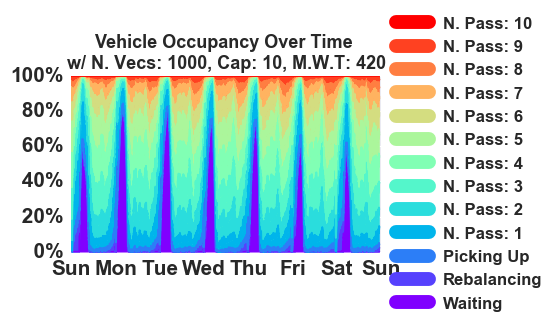 Vehicle Occupancy Over Time
w/ N. Vecs: 1000, Cap: 10, M.W.T: 420
100%
80%
60%
40%
20%
0%
Sun Mon Tue Wed Thu Fri Sat Sun
N. Pass: 10
N. Pass: 9
N. Pass: 8
N. Pass: 7
N. Pass: 6
N. Pass: 5
N. Pass: 4
N. Pass: 3
N. Pass: 2
N. Pass: 1
Picking Up
Rebalancing
Waiting